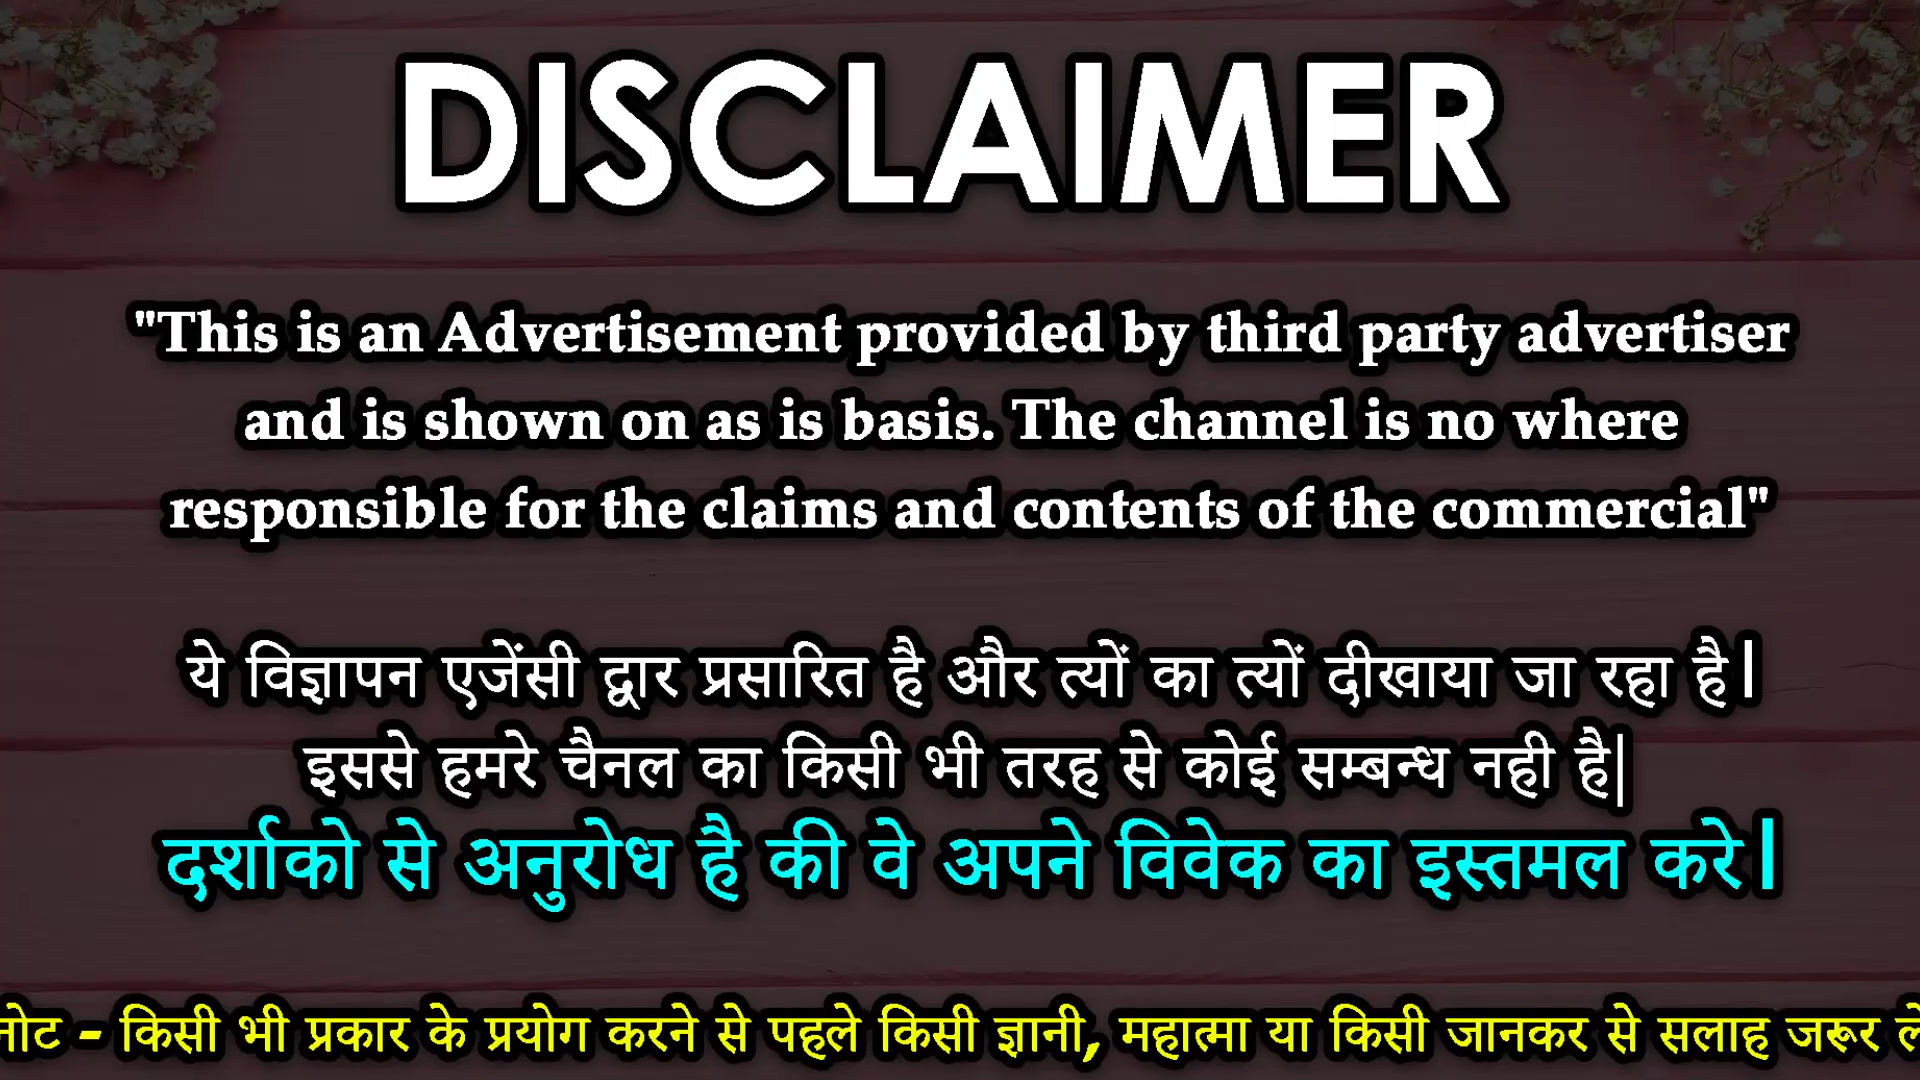 DISCLAIMER
"This is an Advertisement provided by third party advertiser
and is shown on as is basis. The channel is no where
responsible for the claims and contents of the commercial"
ये विज्ञापन एजेंसी द्वार प्रसारित है और त्यों का त्यों दीखाया जा रहा है।
इससे हमरे चैनल का किसी भी तरह से कोई सम्बन्ध नही है|
दर्शाको से अनुरोध है की वे अपने विवेक का इस्तमल करे।
नोट - किसी भी प्रकार के प्रयोग करने से पहले किसी ज्ञानी, महात्मा या किसी जानकर से सलाह जरूर ले